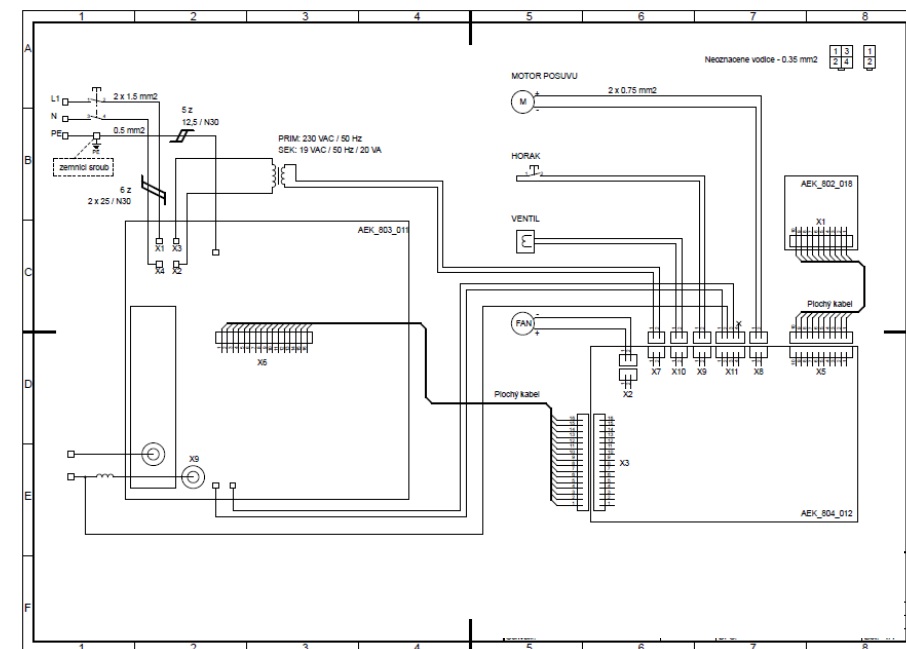 1 2 3 4 5 6 7 8
A
Neoznacene vodice - 0.35 mm2
1 3
2 4
1
2
MOTOR POSUVU
M
+
-
2 x 0.75 mm2
L1
2 x 1.5 mm2
N
PE
0.5 mm2
PE
zemnici sroub
5 z
12,5 / N30
6 z
2 x 25 / N30
B
PRIM: 230 VAC / 50 Hz
SEK: 19 VAC / 50 Hz / 20 VA
HORAK
AEK_802_018
X1
VENTIL
AEK_803_011
X1 X3
X4 X2
C
Plochý kabel
FAN
-
+
X
X6
X7 X10 X9 X11 X8 X5
X2
D
Plochý kabel
X9
X3
E
AEK_804_012
F
1 2 3 4 5 6 7 8